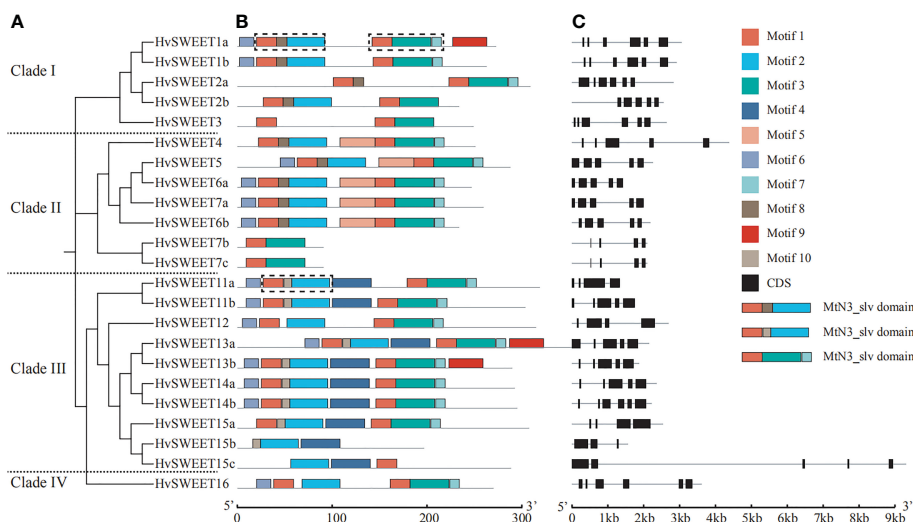 A
B
C
Clade I
Clade II
Clade III
Clade IV
HvSWEET1a
HvSWEET1b
HvSWEET2a
HvSWEET2b
HvSWEET3
HvSWEET4
HvSWEET5
HvSWEET6a
HvSWEET7a
HvSWEET6b
HvSWEET7b
HvSWEET7c
HvSWEET11a
HvSWEET11b
HvSWEET12
HvSWEET13a
HvSWEET13b
HvSWEET14a
HvSWEET14b
HvSWEET15a
HvSWEET15b
HvSWEET15c
HvSWEET16
5’ 3’
0 100 200 300
5’ 3’
0 1kb 2kb 3kb 4kb 5kb 6kb 7kb 8kb 9kb
Motif 1
Motif 2
Motif 3
Motif 4
Motif 5
Motif 6
Motif 7
Motif 8
Motif 9
Motif 10
CDS
MtN3_slv domain
MtN3_slv domain
MtN3_slv domain